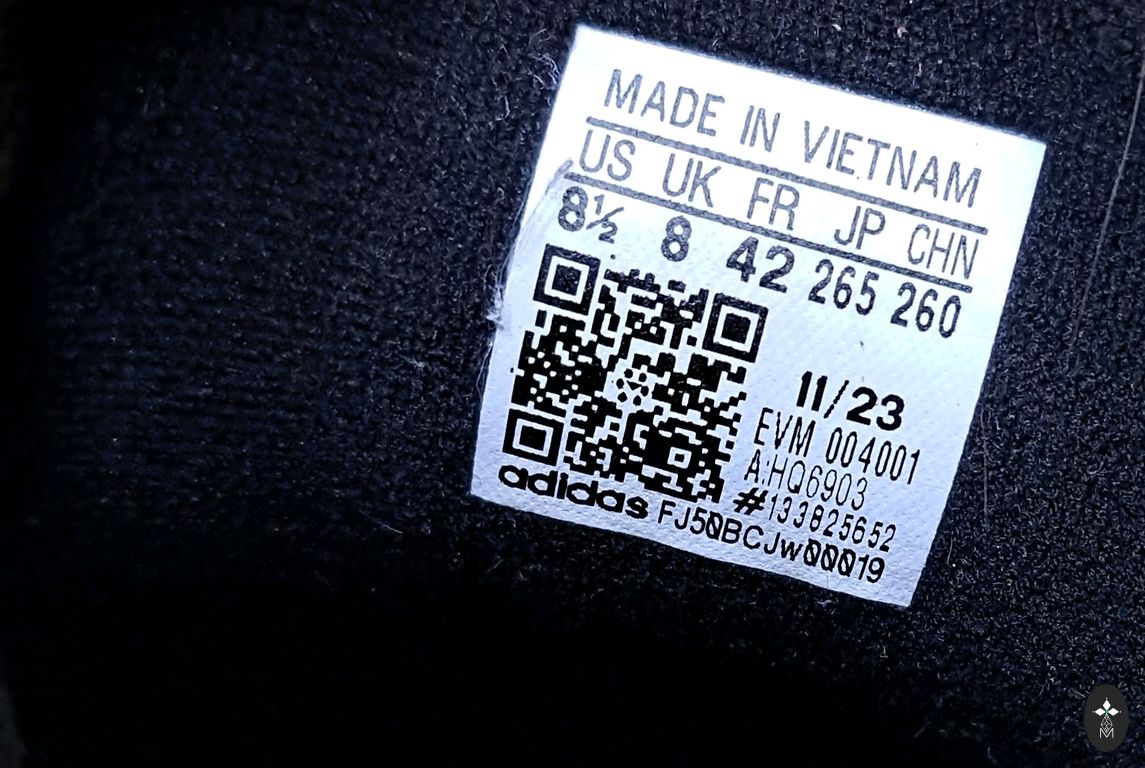 MADE IN VIETNAM
US UK FR JP CHN
8½ 8 42 265 260
11/23
EVM 004001
A:HQ6903
#133825652
adidas FJ50BCJw00019
M